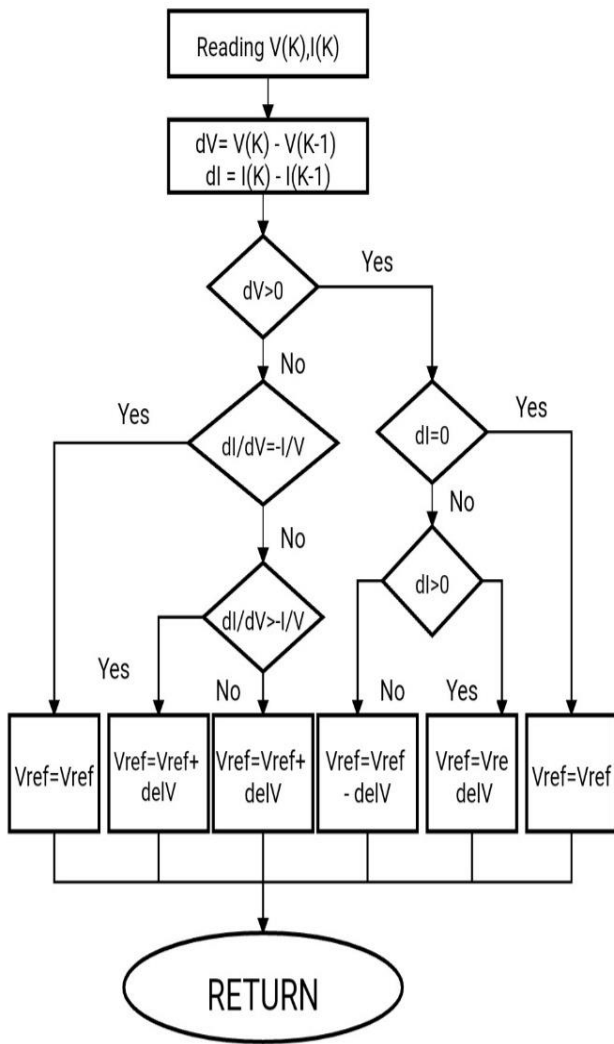 Reading V(K),I(K)
dV= V(K) - V(K-1)
dI = I(K) - I(K-1)
dV>0
Yes
No
Yes
dI/dV=-I/V
dI=0
Yes
No
No
dI/dV>-I/V
dI>0
Yes
No
No
Yes
Vref=Vref
Vref=Vref+
delV
Vref=Vref+
delV
Vref=Vref
- delV
Vref=Vre
delV
Vref=Vref
RETURN